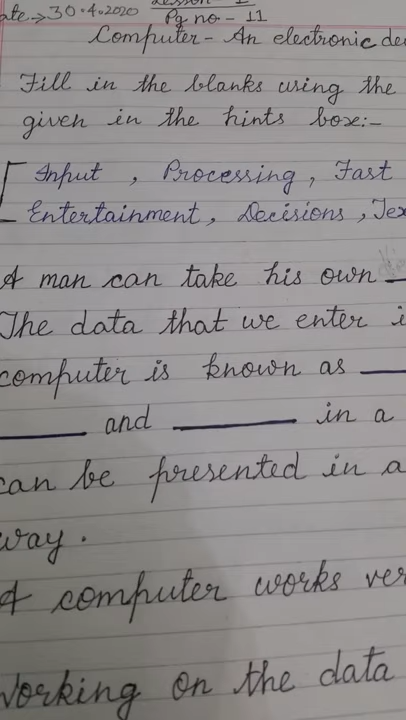 ate→30.4.2020
Pg no - 11
Computer - An electronic de
Fill in the blanks using the
given in the hints box:-
Input , Processing, Fast
Entertainment, Decisions, Tex
A man can take his own
The data that we enter i
computer is known as
and in a
can be presented in a
way.
A computer works ver
Working on the data